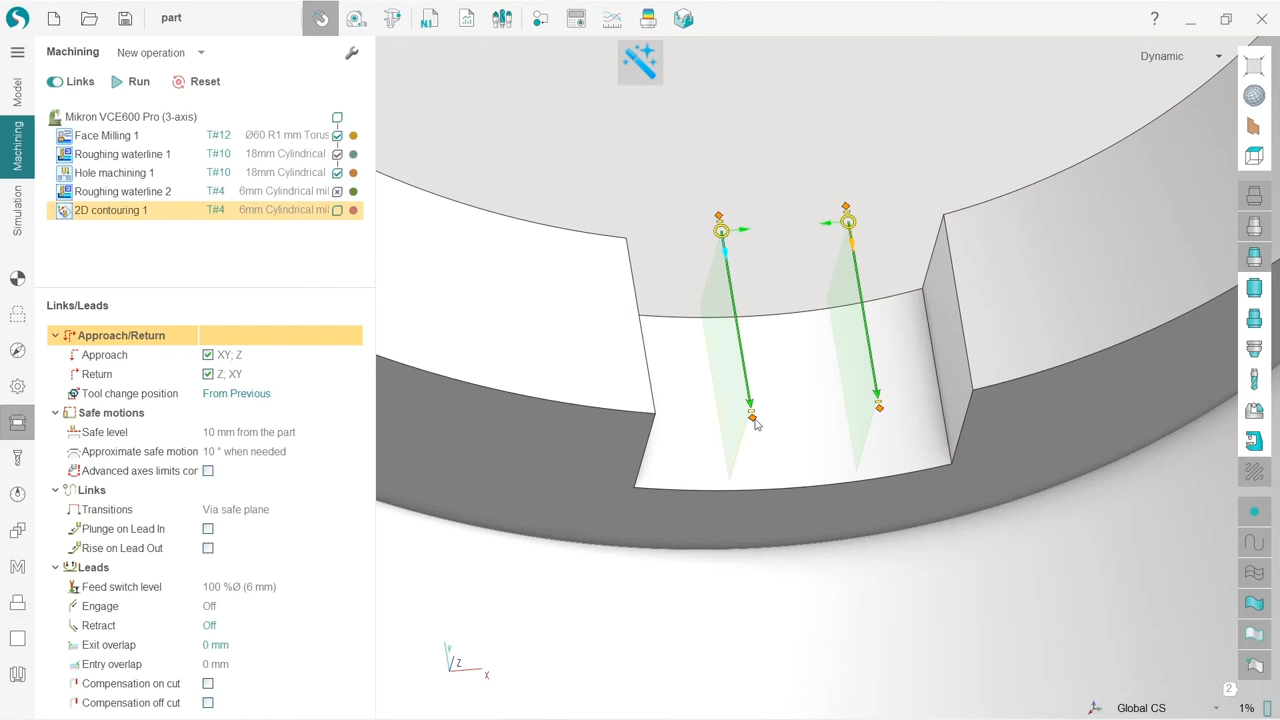 part
Machining
New operation
Links
Run
Reset
Dynamic
Mikron VCE600 Pro (3-axis)
Face Milling 1 T#12 Ø60 R1 mm Torus
Roughing waterline 1 T#10 18mm Cylindrical
Hole machining 1 T#10 18mm Cylindrical
Roughing waterline 2 T#4 6mm Cylindrical mil
2D contouring 1 T#4 6mm Cylindrical mil
Model
Machining
Simulation
Links/Leads
Approach/Return
Approach XY; Z
Return Z; XY
Tool change position From Previous
Safe motions
Safe level 10 mm from the part
Approximate safe motion 10 ° when needed
Advanced axes limits cor
Links
Transitions Via safe plane
Plunge on Lead In
Rise on Lead Out
Leads
Feed switch level 100 %Ø (6 mm)
Engage Off
Retract Off
Exit overlap 0 mm
Entry overlap 0 mm
Compensation on cut
Compensation off cut
Y
Z
X
2
Global CS
1%